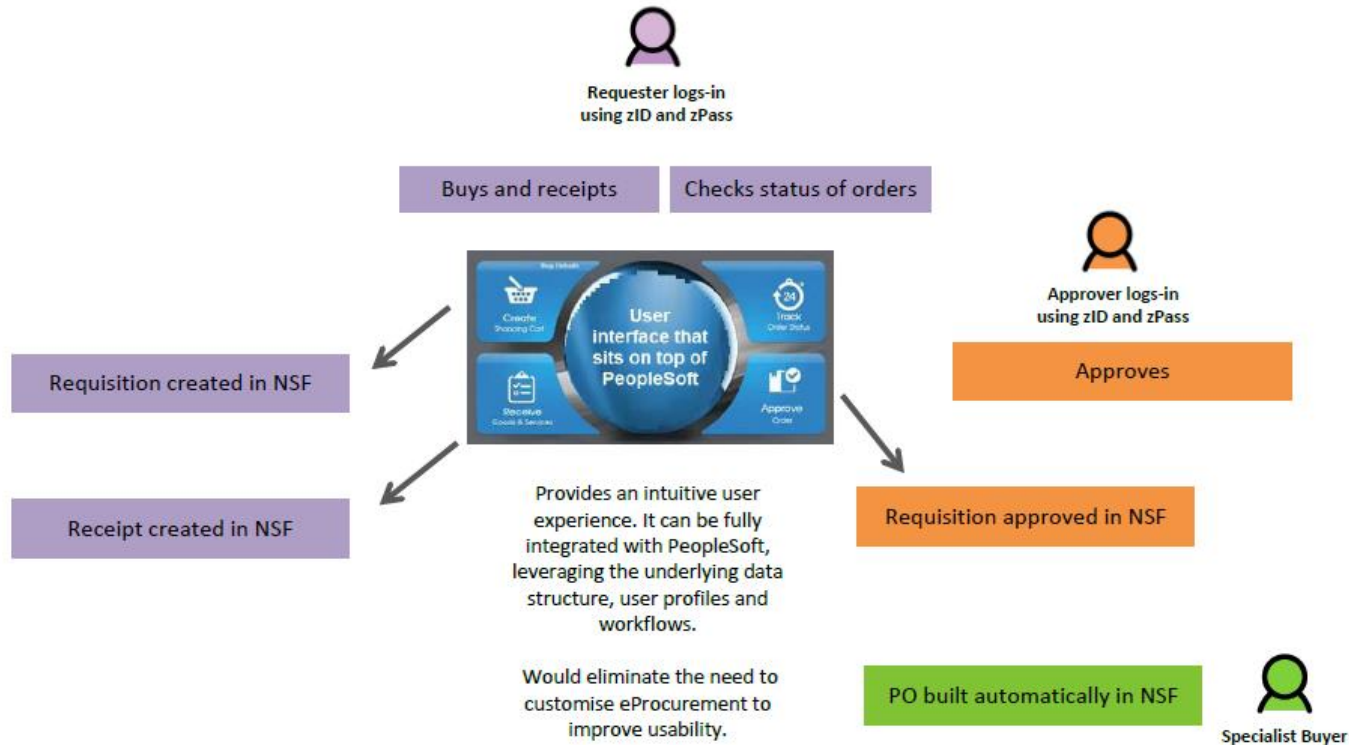 Requester logs-in
using zID and zPass
Buys and receipts
Checks status of orders
Approver logs-in
using zID and zPass
Approves
Create
Shopping Cart
Track
Order Status
24
User
interface that
sits on top of
PeopleSoft
Receive
Goods & Services
Approve
Order
Requisition created in NSF
Receipt created in NSF
Requisition approved in NSF
Provides an intuitive user
experience. It can be fully
integrated with PeopleSoft,
leveraging the underlying data
structure, user profiles and
workflows.
Would eliminate the need to
customise eProcurement to
improve usability.
PO built automatically in NSF
Specialist Buyer